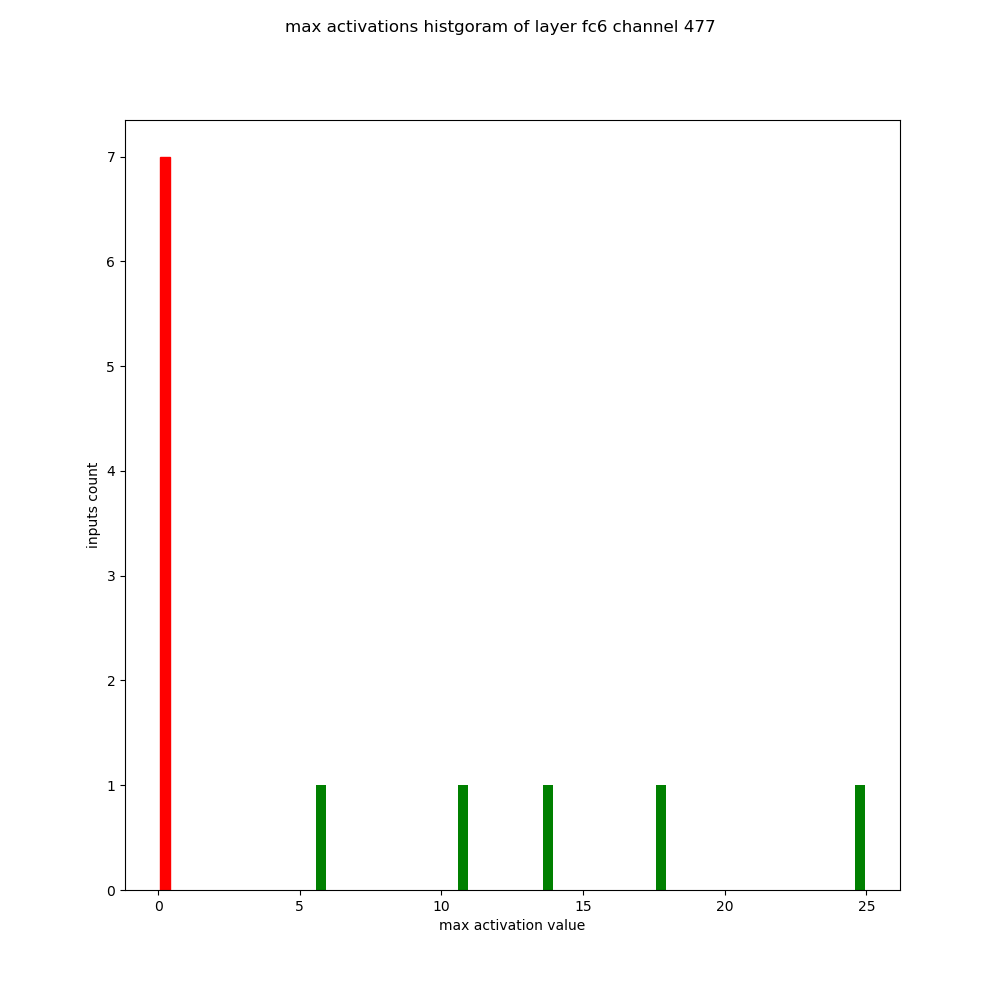 max activations histgoram of layer fc6 channel 477
7
6
5
4
3
2
1
0
inputs count
0 5 10 15 20 25
max activation value